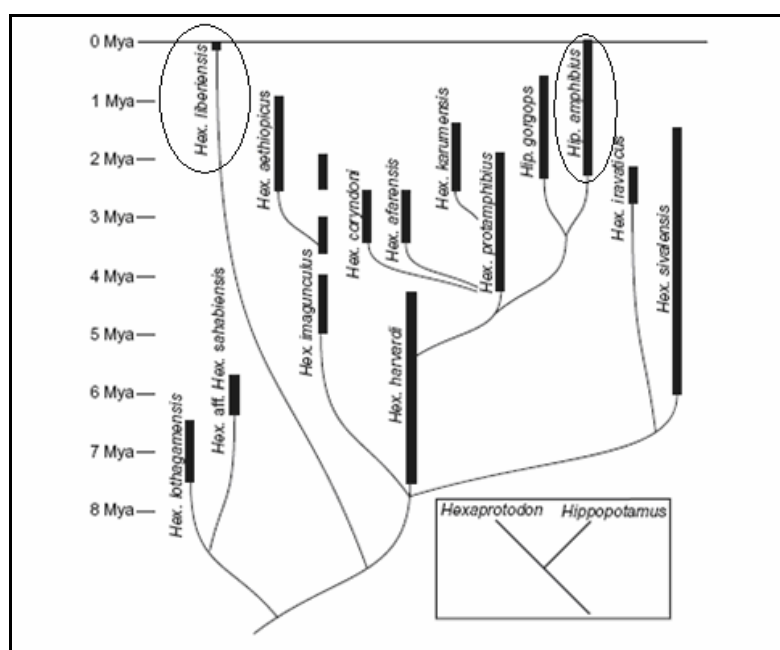 0 Mya
1 Mya
2 Mya
3 Mya
4 Mya
5 Mya
6 Mya
7 Mya
8 Mya
Hex. lothagamensis
Hex. aff. Hex. sahabiensis
Hex. liberiensis
Hex. aethiopicus
Hex. imagunculus
Hex. coryndoni
Hex. afarensis
Hex. harvardi
Hex. karumensis
Hex. protamphibius
Hip. gorgops
Hip. amphibius
Hex. iravaticus
Hex. sivalensis
Hexaprotodon
Hippopotamus